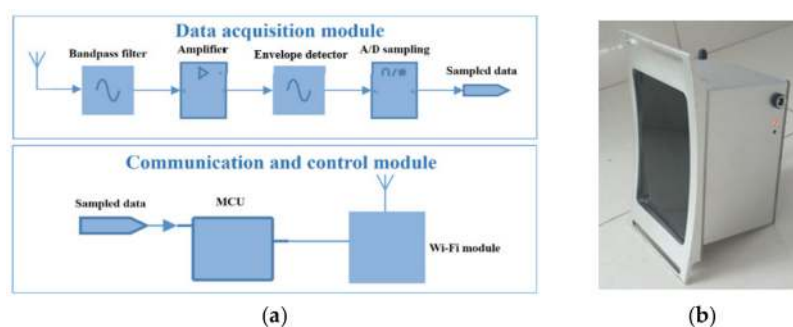 Data acquisition module
Bandpass filter
Amplifier
Envelope detector
A/D sampling
Sampled data
Communication and control module
Sampled data
MCU
Wi-Fi module
(a)
(b)